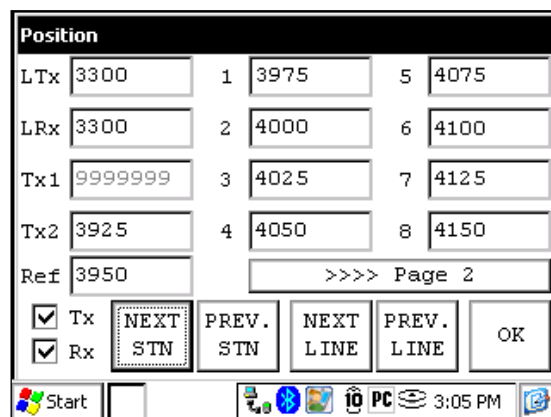 Position
LTx 3300 1 3975 5 4075
LRx 3300 2 4000 6 4100
Tx1 9999999 3 4025 7 4125
Tx2 3925 4 4050 8 4150
Ref 3950 >>>> Page 2
Tx
Rx
NEXT STN
PREV. STN
NEXT LINE
PREV. LINE
OK
Start PC 3:05 PM